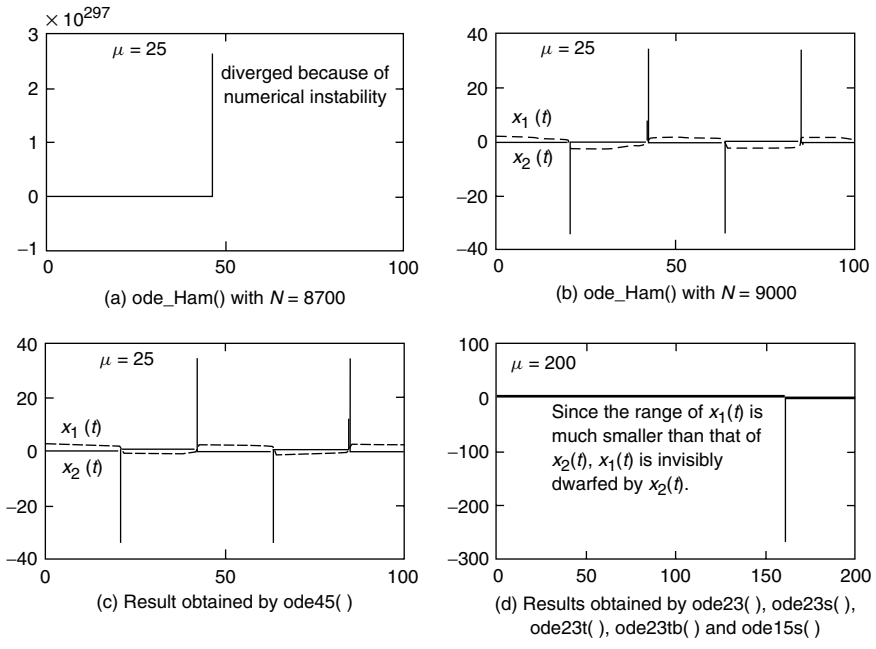 × 10^297
3
μ = 25
diverged because of
numerical instability
2
1
0
−1
0
50
100
(a) ode_Ham() with N = 8700
40
μ = 25
20
x₁ (t)
0
x₂ (t)
−20
−40
0
50
100
(b) ode_Ham() with N = 9000
40
μ = 25
20
x₁ (t)
0
x₂ (t)
−20
−40
0
50
100
(c) Result obtained by ode45( )
100
μ = 200
0
Since the range of x₁(t) is
much smaller than that of
x₂(t), x₁(t) is invisibly
dwarfed by x₂(t).
−100
−200
−300
0
50
100
150
200
(d) Results obtained by ode23( ), ode23s( ),
ode23t( ), ode23tb( ) and ode15s( )